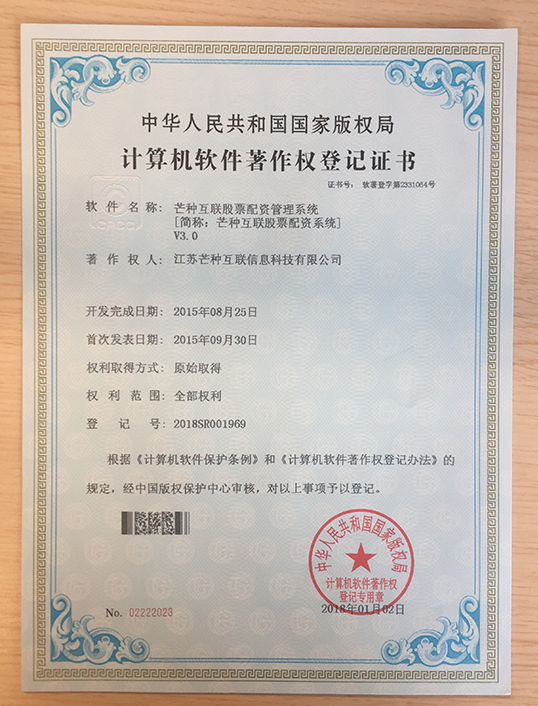 中华人民共和国国家版权局
计算机软件著作权登记证书
证书号： 软著登字第2331064号
软件名称： 芒种互联股票配资管理系统
[简称：芒种互联股票配资系统]
V3.0
著作权人： 江苏芒种互联信息科技有限公司
开发完成日期： 2015年08月25日
首次发表日期： 2015年09月30日
权利取得方式： 原始取得
权利范围： 全部权利
登记号： 2018SR001969
根据《计算机软件保护条例》和《计算机软件著作权登记办法》的
规定，经中国版权保护中心审核，对以上事项予以登记。
中华人民共和国国家版权局
计算机软件著作权
登记专用章
No. 02222023
2018年01月02日